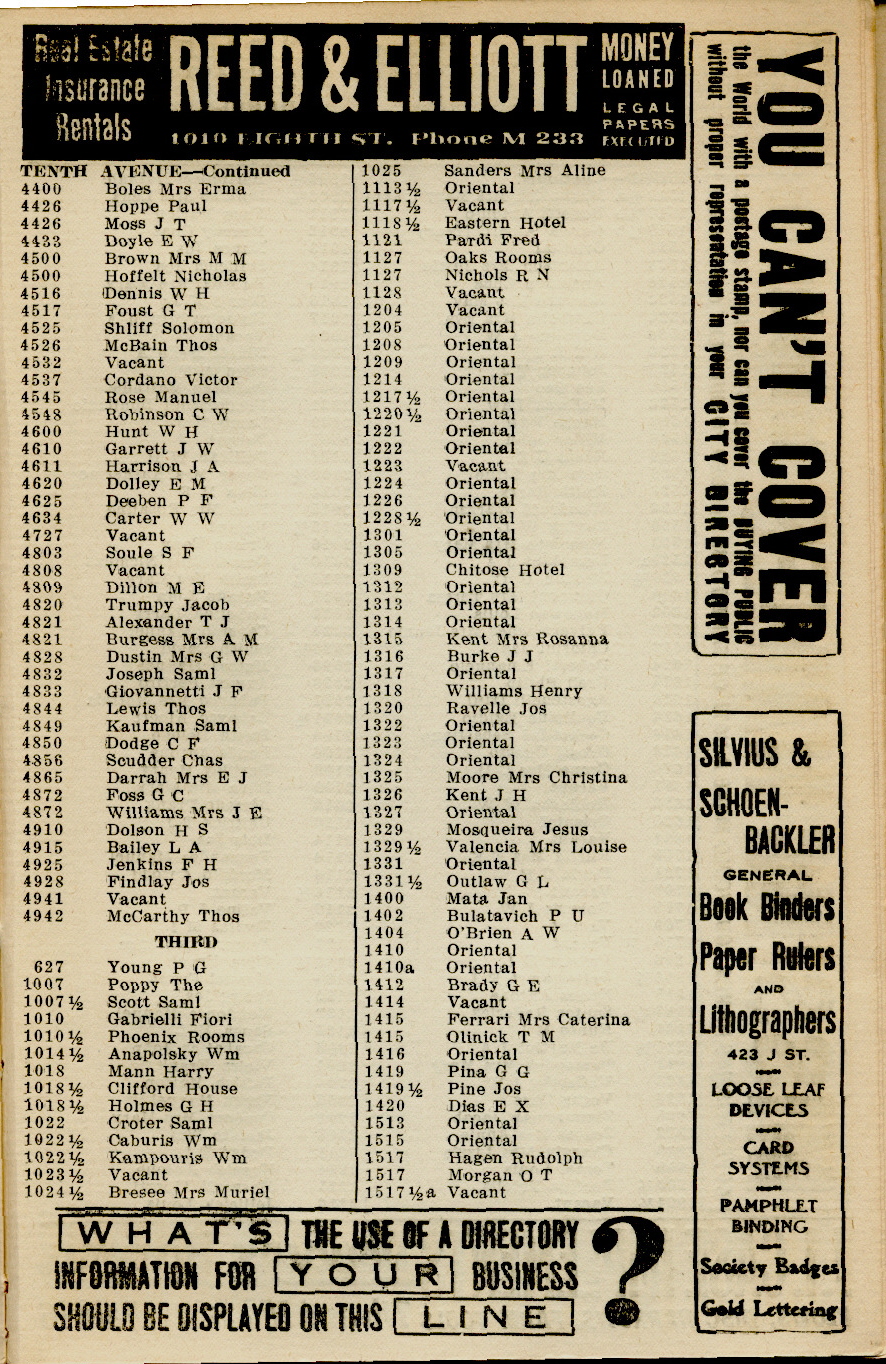 Real Estate
Insurance
Rentals
REED & ELLIOTT
1010 EIGHTH ST. Phone M 233
MONEY
LOANED
LEGAL
PAPERS
EXECUTED
TENTH AVENUE—Continued
4400 Boles Mrs Erma
4426 Hoppe Paul
4426 Moss J T
4433 Doyle E W
4500 Brown Mrs M M
4500 Hoffelt Nicholas
4516 Dennis W H
4517 Foust G T
4525 Shliff Solomon
4526 McBain Thos
4532 Vacant
4537 Cordano Victor
4545 Rose Manuel
4548 Robinson C W
4600 Hunt W H
4610 Garrett J W
4611 Harrison J A
4620 Dolley E M
4625 Deeben P F
4634 Carter W W
4727 Vacant
4803 Soule S F
4808 Vacant
4809 Dillon M E
4820 Trumpy Jacob
4821 Alexander T J
4821 Burgess Mrs A M
4828 Dustin Mrs G W
4832 Joseph Saml
4833 Giovannetti J F
4844 Lewis Thos
4849 Kaufman Saml
4850 Dodge C F
4856 Scudder Chas
4865 Darrah Mrs E J
4872 Foss G C
4872 Williams Mrs J E
4910 Dolson H S
4915 Bailey L A
4925 Jenkins F H
4928 Findlay Jos
4941 Vacant
4942 McCarthy Thos
THIRD
627 Young P G
1007 Poppy The
1007½ Scott Saml
1010 Gabrielli Fiori
1010½ Phoenix Rooms
1014½ Anapolsky Wm
1018 Mann Harry
1018½ Clifford House
1018½ Holmes G H
1022 Croter Saml
1022½ Caburis Wm
1022½ Kampouris Wm
1023½ Vacant
1024½ Bresee Mrs Muriel
1025 Sanders Mrs Aline
1113½ Oriental
1117½ Vacant
1118½ Eastern Hotel
1121 Pardi Fred
1127 Oaks Rooms
1127 Nichols R N
1128 Vacant
1204 Vacant
1205 Oriental
1208 Oriental
1209 Oriental
1214 Oriental
1217½ Oriental
1220½ Oriental
1221 Oriental
1222 Oriental
1223 Vacant
1224 Oriental
1226 Oriental
1228½ Oriental
1301 Oriental
1305 Oriental
1309 Chitose Hotel
1312 Oriental
1313 Oriental
1314 Oriental
1315 Kent Mrs Rosanna
1316 Burke J J
1317 Oriental
1318 Williams Henry
1320 Ravelle Jos
1322 Oriental
1323 Oriental
1324 Oriental
1325 Moore Mrs Christina
1326 Kent J H
1327 Oriental
1329 Mosqueira Jesus
1329½ Valencia Mrs Louise
1331 Oriental
1331½ Outlaw G L
1400 Mata Jan
1402 Bulatavich P U
1404 O'Brien A W
1410 Oriental
1410a Oriental
1412 Brady G E
1414 Vacant
1415 Ferrari Mrs Caterina
1415 Olinick T M
1416 Oriental
1419 Pina G G
1419½ Pine Jos
1420 Dias E X
1513 Oriental
1515 Oriental
1517 Hagen Rudolph
1517 Morgan O T
1517½a Vacant
YOU CAN'T COVER
the World with a postage stamp, nor can you cover the BUYING PUBLIC
without proper representation in your CITY DIRECTORY
SILVIUS &
SCHOEN-
BACKLER
GENERAL
Book Binders
Paper Rulers
AND
Lithographers
423 J ST.
LOOSE LEAF
DEVICES
CARD
SYSTEMS
PAMPHLET
BINDING
Society Badges
Gold Lettering
WHAT'S THE USE OF A DIRECTORY
INFORMATION FOR YOUR BUSINESS
SHOULD BE DISPLAYED ON THIS LINE
?